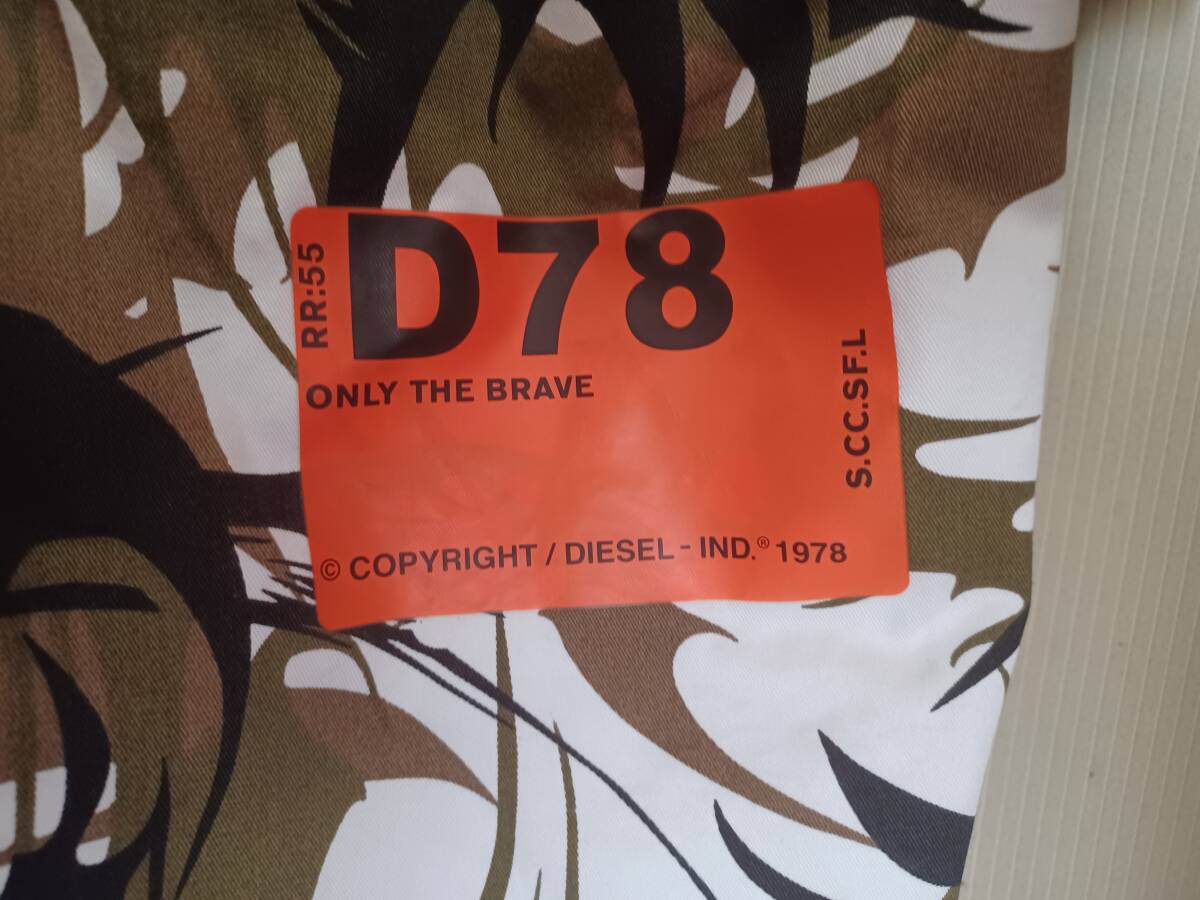 RR:55
D78
ONLY THE BRAVE
S.CC.SF.L
© COPYRIGHT / DIESEL - IND.® 1978